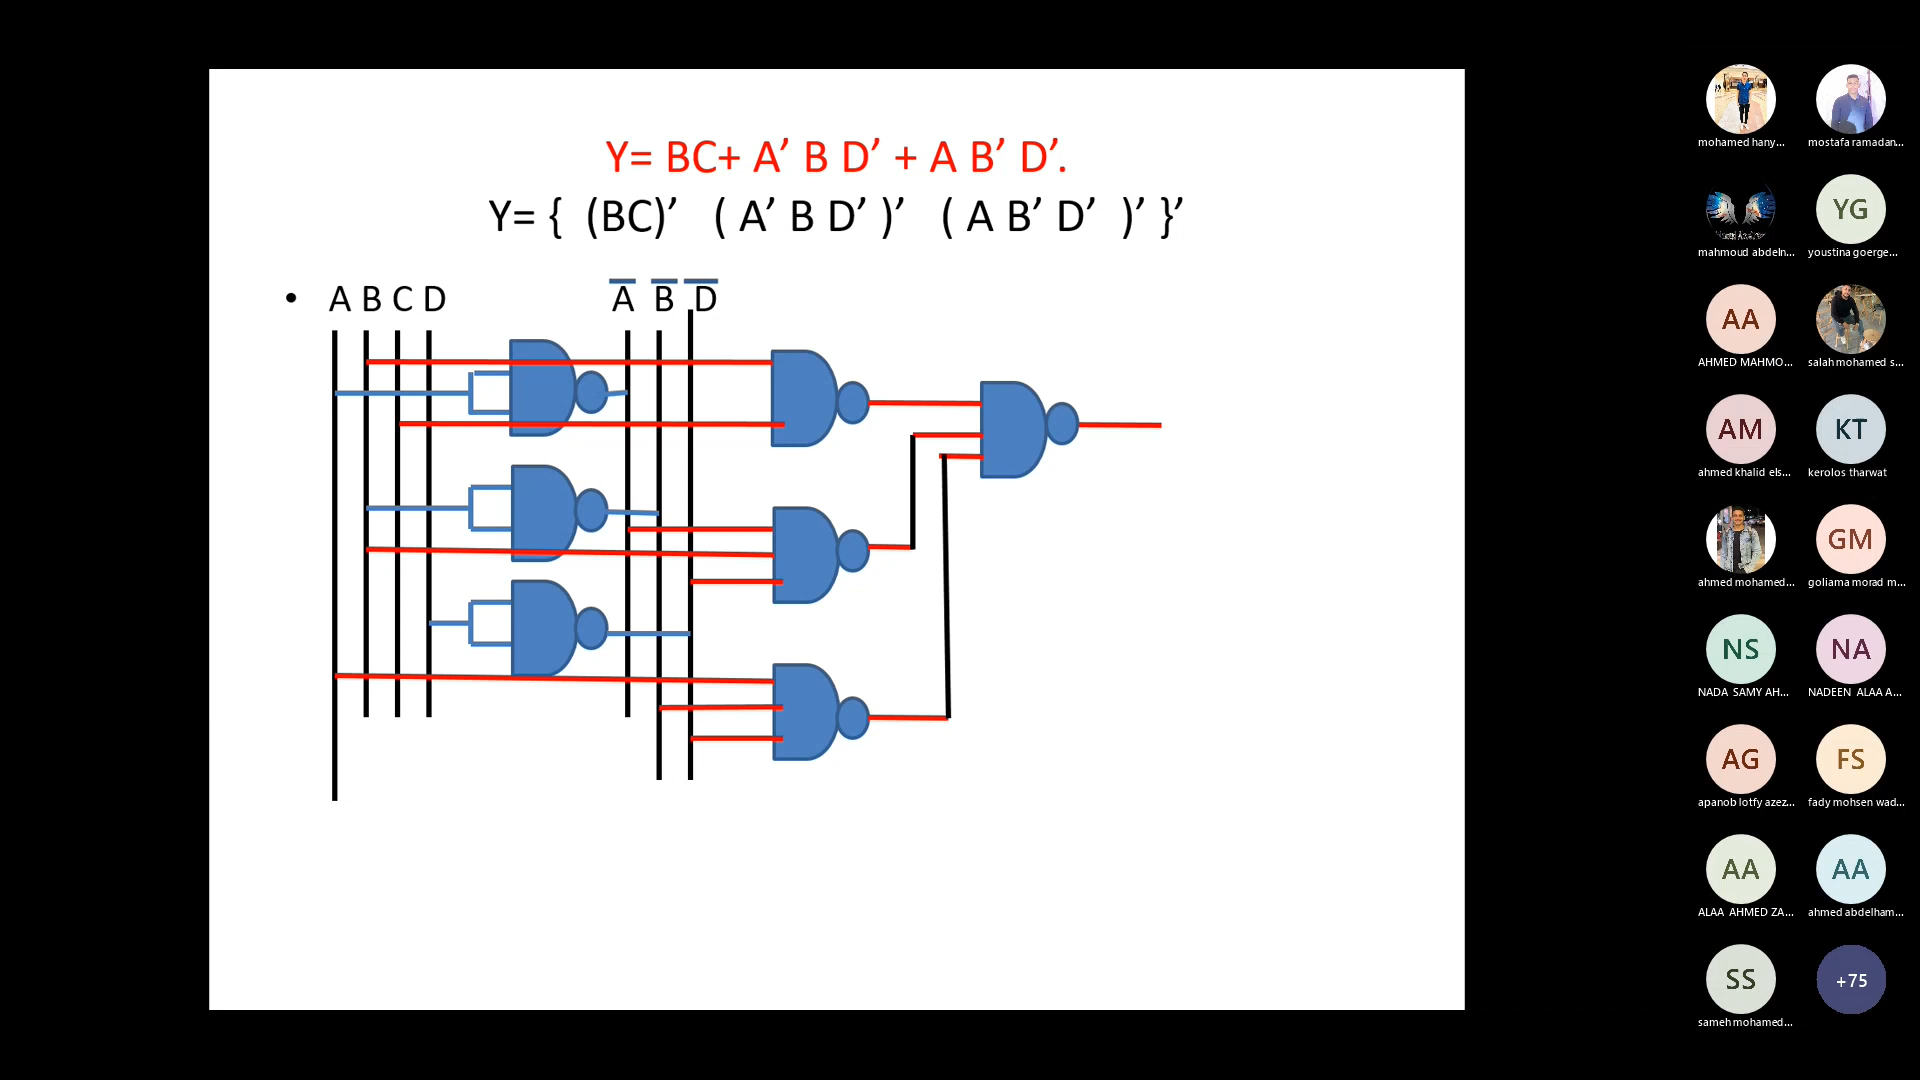 Y= BC+ A’ B D’ + A B’ D’.
Y= { (BC)’ ( A’ B D’ )’ ( A B’ D’ )’ }’
• A B C D A̅ B̅ D̅
mohamed hany...
mostafa ramadan...
mahmoud abdeln...
YG
youstina goerge...
AA
AHMED MAHMO...
salah mohamed s...
AM
ahmed khalid els...
KT
kerolos tharwat
ahmed mohamed...
GM
goliama morad m...
NS
NADA SAMY AH...
NA
NADEEN ALAA A...
AG
apanob lotfy azez...
FS
fady mohsen wad...
AA
ALAA AHMED ZA...
AA
ahmed abdelham...
SS
sameh mohamed...
+75